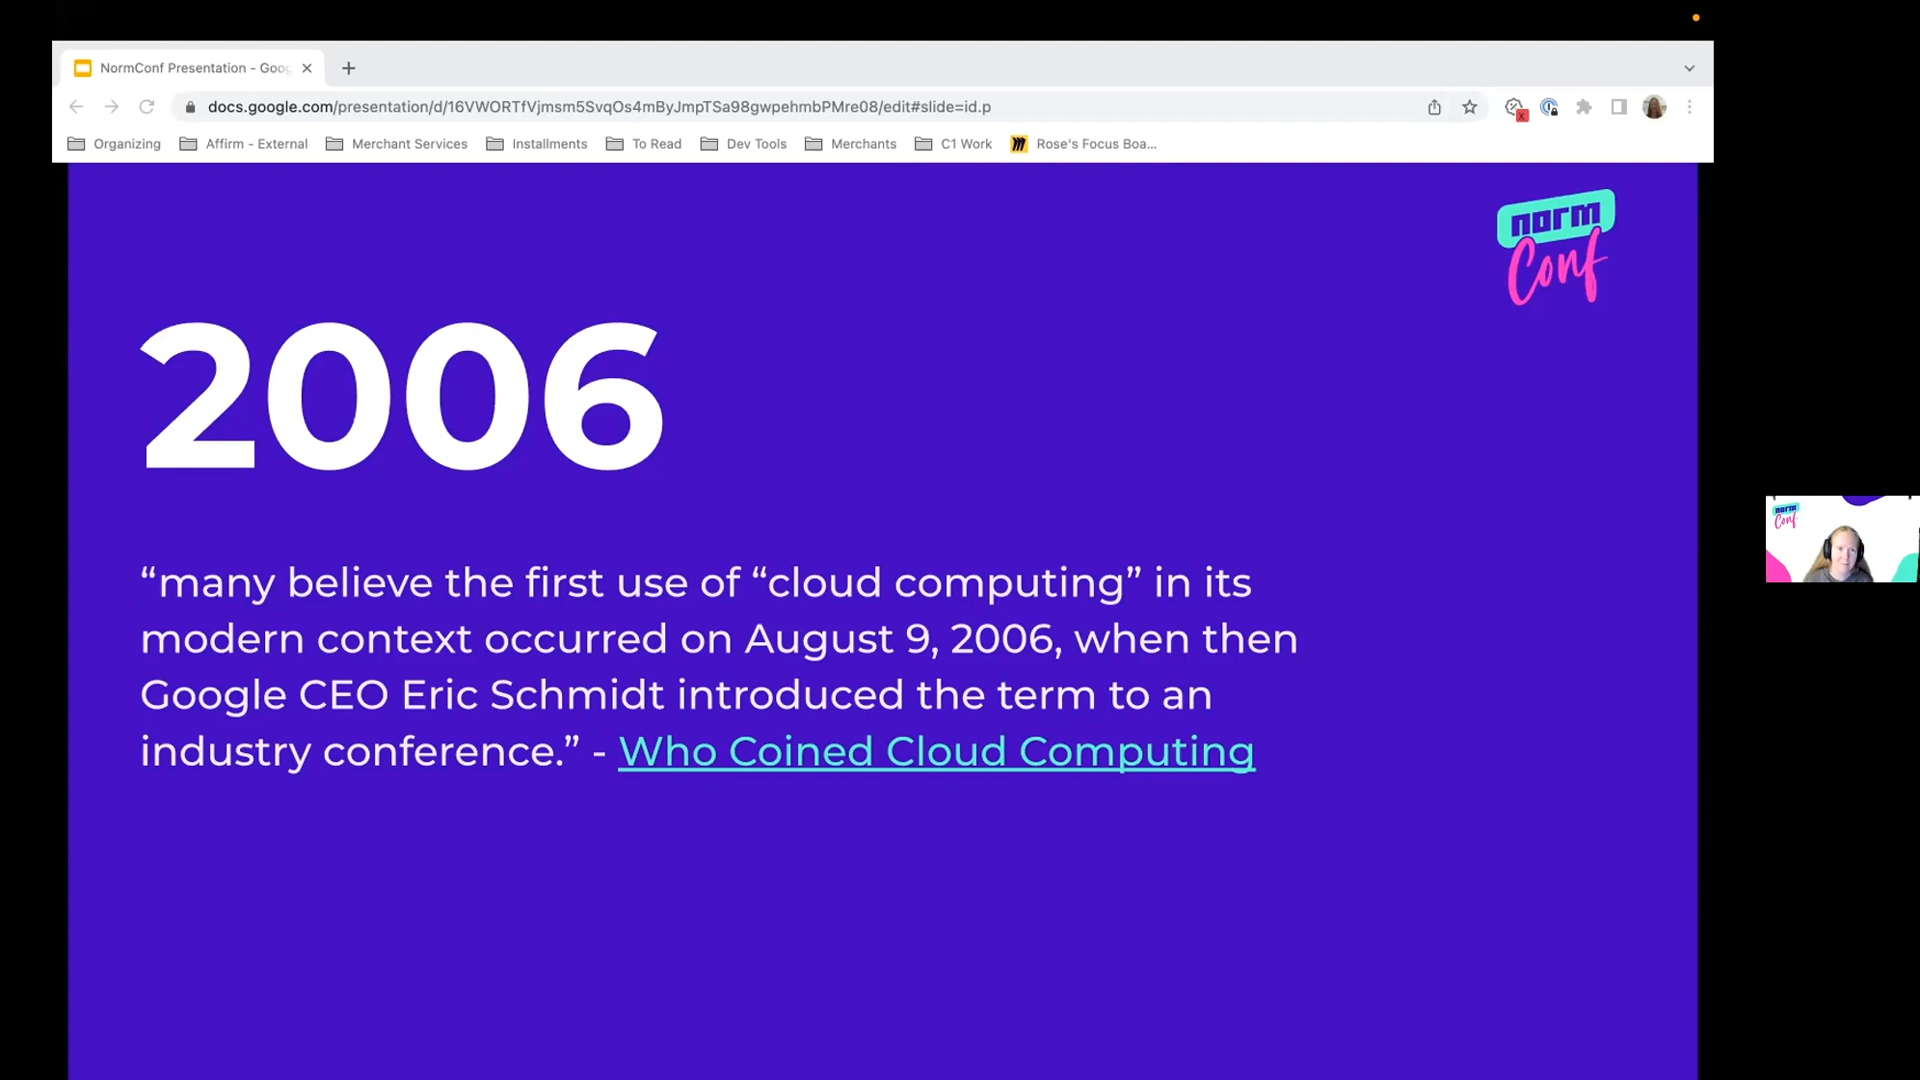 NormConf Presentation - Goog
docs.google.com/presentation/d/16VWORTfVjmsm5SvqOs4mByJmpTSa98gwpehmbPMre08/edit#slide=id.p
Organizing Affirm - External Merchant Services Installments To Read Dev Tools Merchants C1 Work Rose's Focus Boa...
norm
Conf
2006
“many believe the first use of “cloud computing” in its
modern context occurred on August 9, 2006, when then
Google CEO Eric Schmidt introduced the term to an
industry conference.” - Who Coined Cloud Computing
norm
Conf